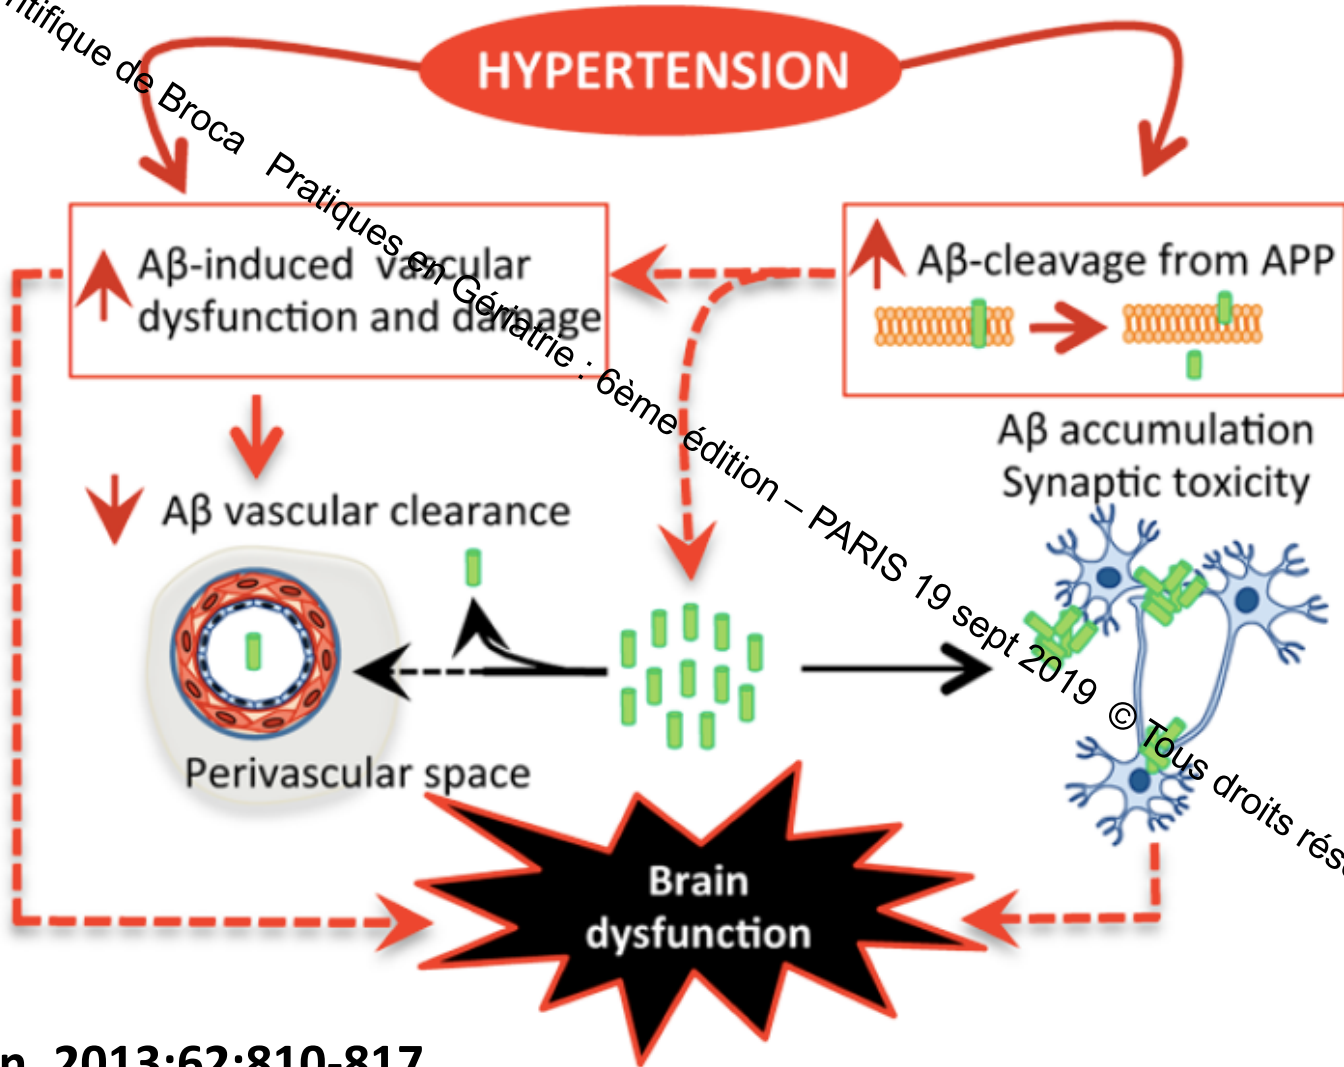 HYPERTENSION
Aβ-induced vascular
dysfunction and damage
Aβ-cleavage from APP
Aβ accumulation
Synaptic toxicity
Aβ vascular clearance
Perivascular space
Brain
dysfunction
de Broca Pratiques en Gériatrie : 6ème édition – PARIS 19 sept 2019 © Tous droits
2013;62:810-817